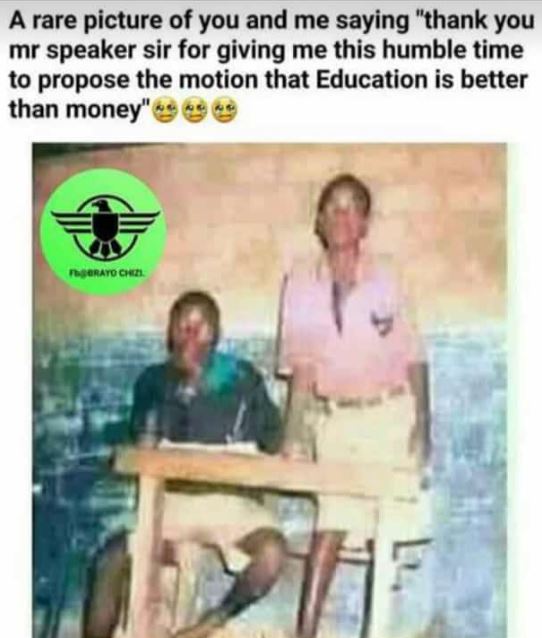 A rare picture of you and me saying "thank you
mr speaker sir for giving me this humble time
to propose the motion that Education is better
than money"🥹🥹🥹
Fb@BRAYO CHIZI.